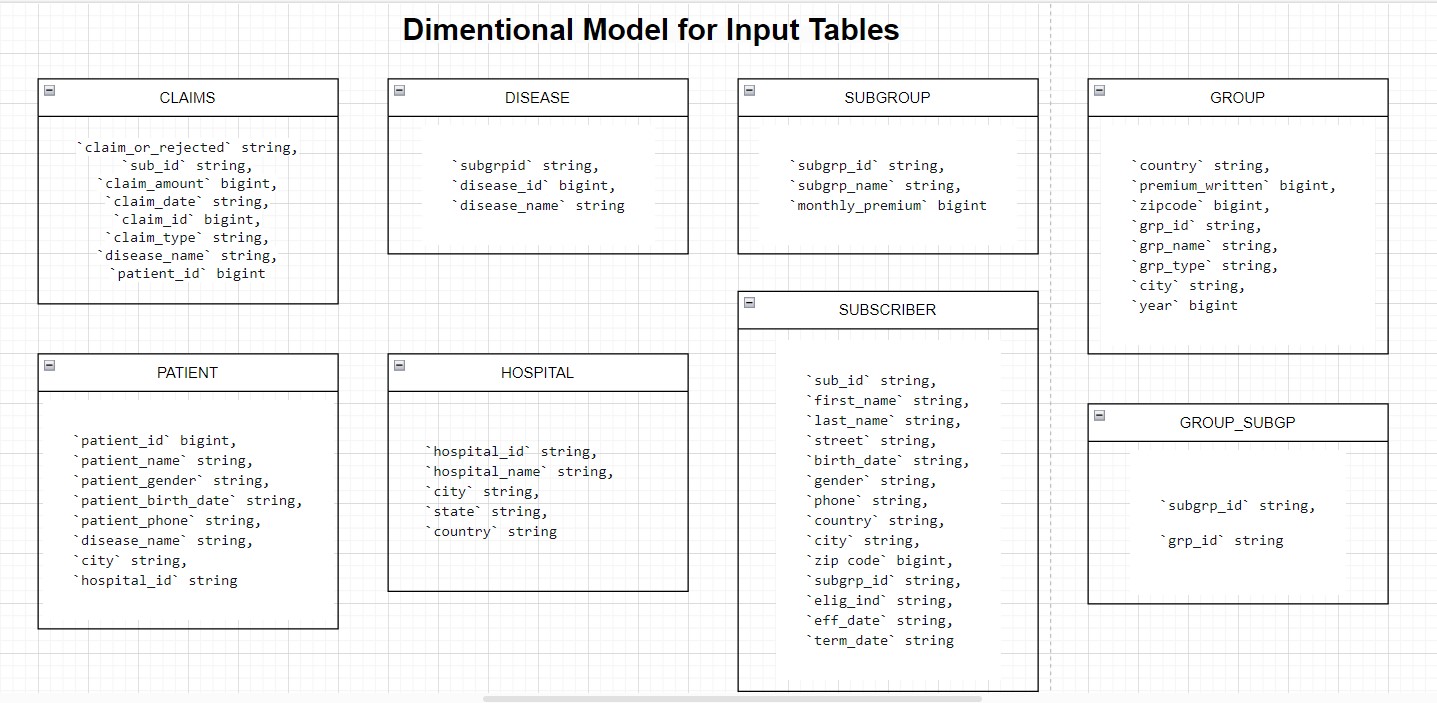 Dimentional Model for Input Tables
CLAIMS
`claim_or_rejected` string,
`sub_id` string,
`claim_amount` bigint,
`claim_date` string,
`claim_id` bigint,
`claim_type` string,
`disease_name` string,
`patient_id` bigint
DISEASE
`subgrpid` string,
`disease_id` bigint,
`disease_name` string
SUBGROUP
`subgrp_id` string,
`subgrp_name` string,
`monthly_premium` bigint
GROUP
`country` string,
`premium_written` bigint,
`zipcode` bigint,
`grp_id` string,
`grp_name` string,
`grp_type` string,
`city` string,
`year` bigint
PATIENT
`patient_id` bigint,
`patient_name` string,
`patient_gender` string,
`patient_birth_date` string,
`patient_phone` string,
`disease_name` string,
`city` string,
`hospital_id` string
HOSPITAL
`hospital_id` string,
`hospital_name` string,
`city` string,
`state` string,
`country` string
SUBSCRIBER
`sub_id` string,
`first_name` string,
`last_name` string,
`street` string,
`birth_date` string,
`gender` string,
`phone` string,
`country` string,
`city` string,
`zip code` bigint,
`subgrp_id` string,
`elig_ind` string,
`eff_date` string,
`term_date` string
GROUP_SUBGP
`subgrp_id` string,
`grp_id` string